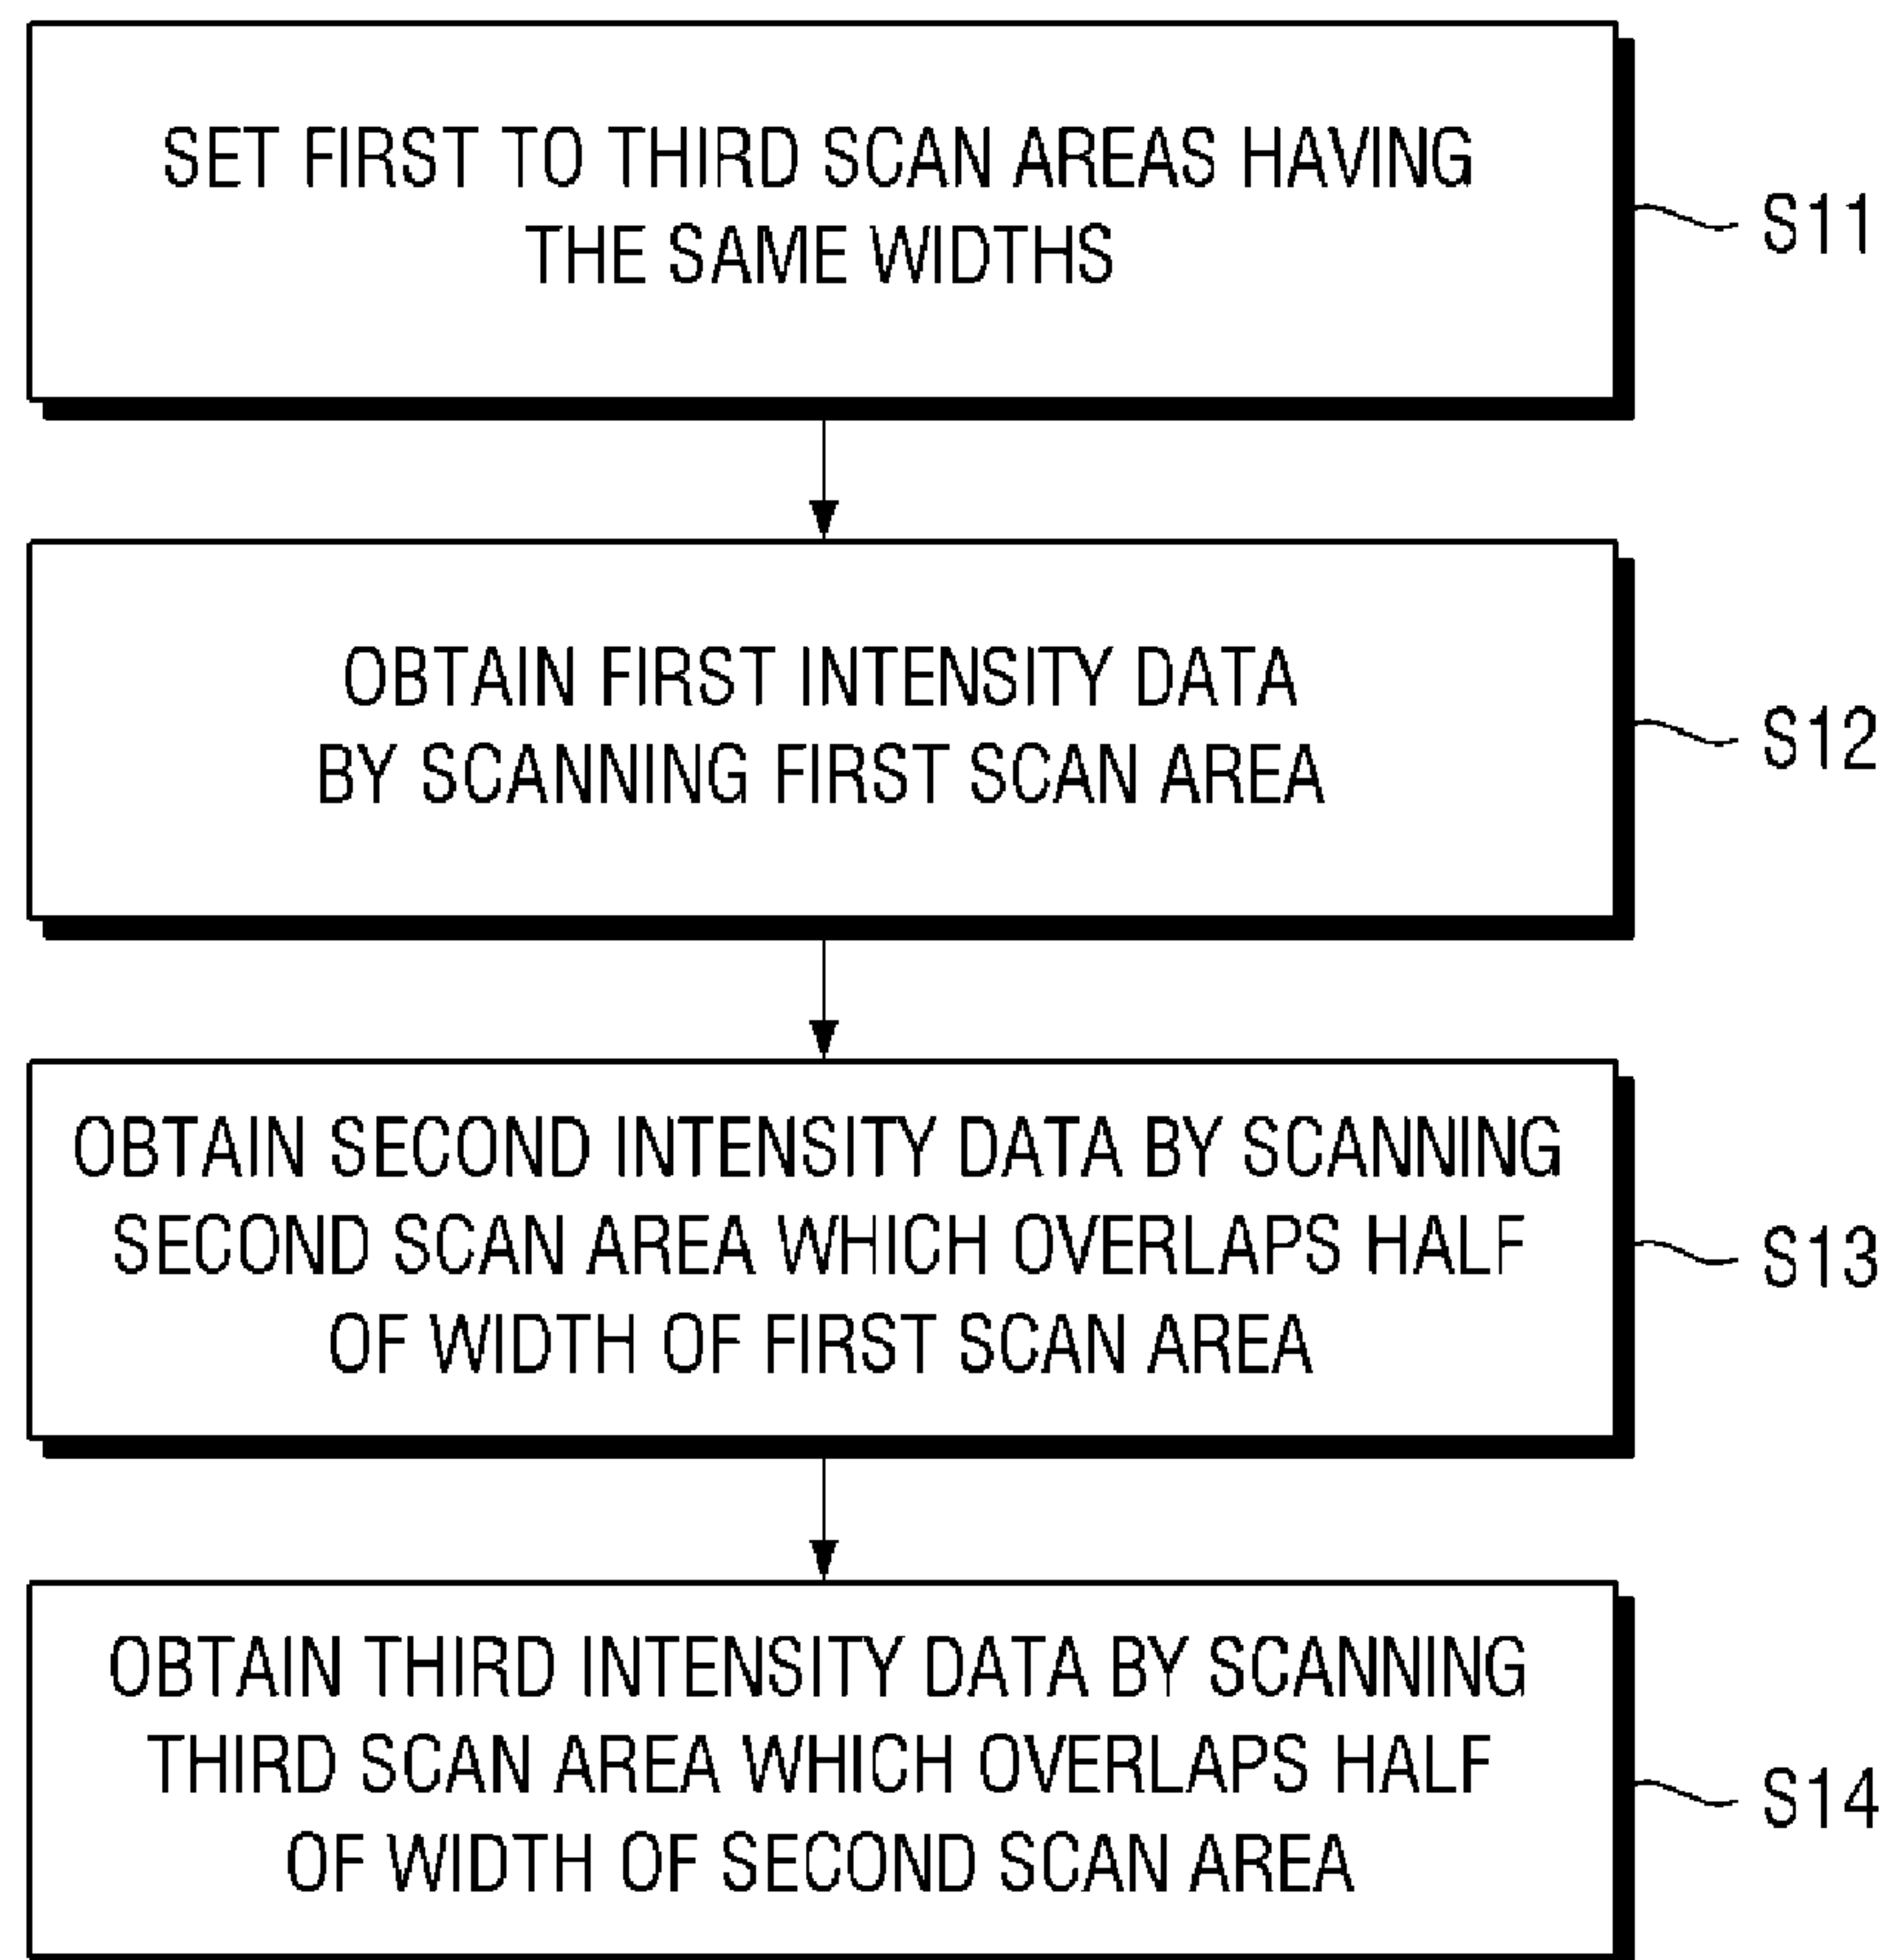 SET FIRST TO THIRD SCAN AREAS HAVING
THE SAME WIDTHS
S11
OBTAIN FIRST INTENSITY DATA
BY SCANNING FIRST SCAN AREA
S12
OBTAIN SECOND INTENSITY DATA BY SCANNING
SECOND SCAN AREA WHICH OVERLAPS HALF
OF WIDTH OF FIRST SCAN AREA
S13
OBTAIN THIRD INTENSITY DATA BY SCANNING
THIRD SCAN AREA WHICH OVERLAPS HALF
OF WIDTH OF SECOND SCAN AREA
S14